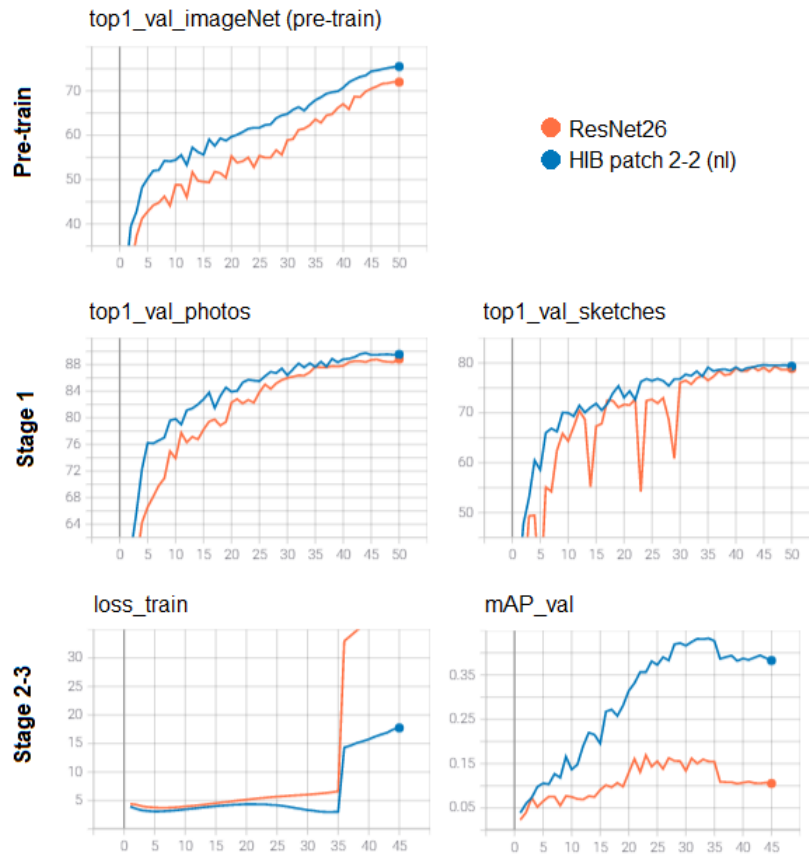 top1_val_imageNet (pre-train)
Pre-train
70
60
50
40
0 5 10 15 20 25 30 35 40 45 50
ResNet26
HIB patch 2-2 (nl)
Stage 1
top1_val_photos
88
84
80
76
72
68
64
0 5 10 15 20 25 30 35 40 45 50
top1_val_sketches
80
70
60
50
0 5 10 15 20 25 30 35 40 45 50
Stage 2-3
loss_train
30
25
20
15
10
5
0 5 10 15 20 25 30 35 40 45
mAP_val
0.35
0.25
0.15
0.05
0 5 10 15 20 25 30 35 40 45